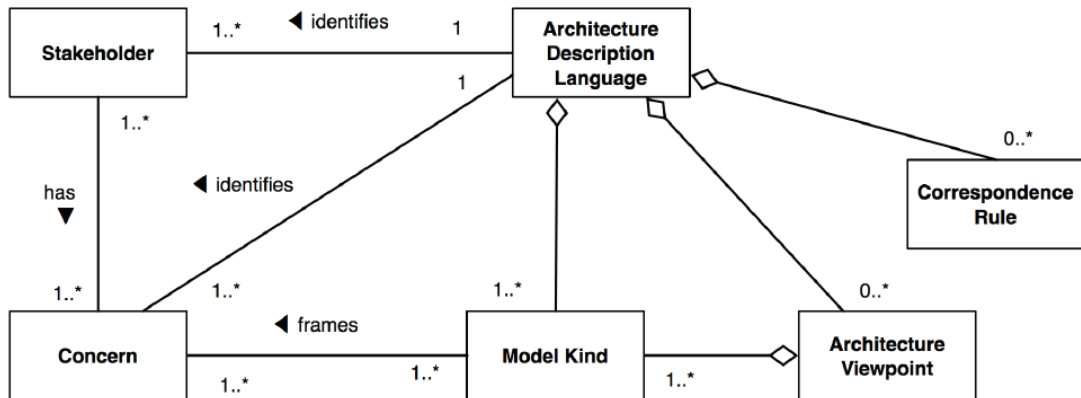 1..*
◀ identifies
1
Stakeholder
Architecture
Description
Language
1
1..*
0..*
has
▼
◀ identifies
Correspondence
Rule
1..*
1..*
1..*
0..*
◀ frames
Concern
Model Kind
Architecture
Viewpoint
1..*
1..*
1..*